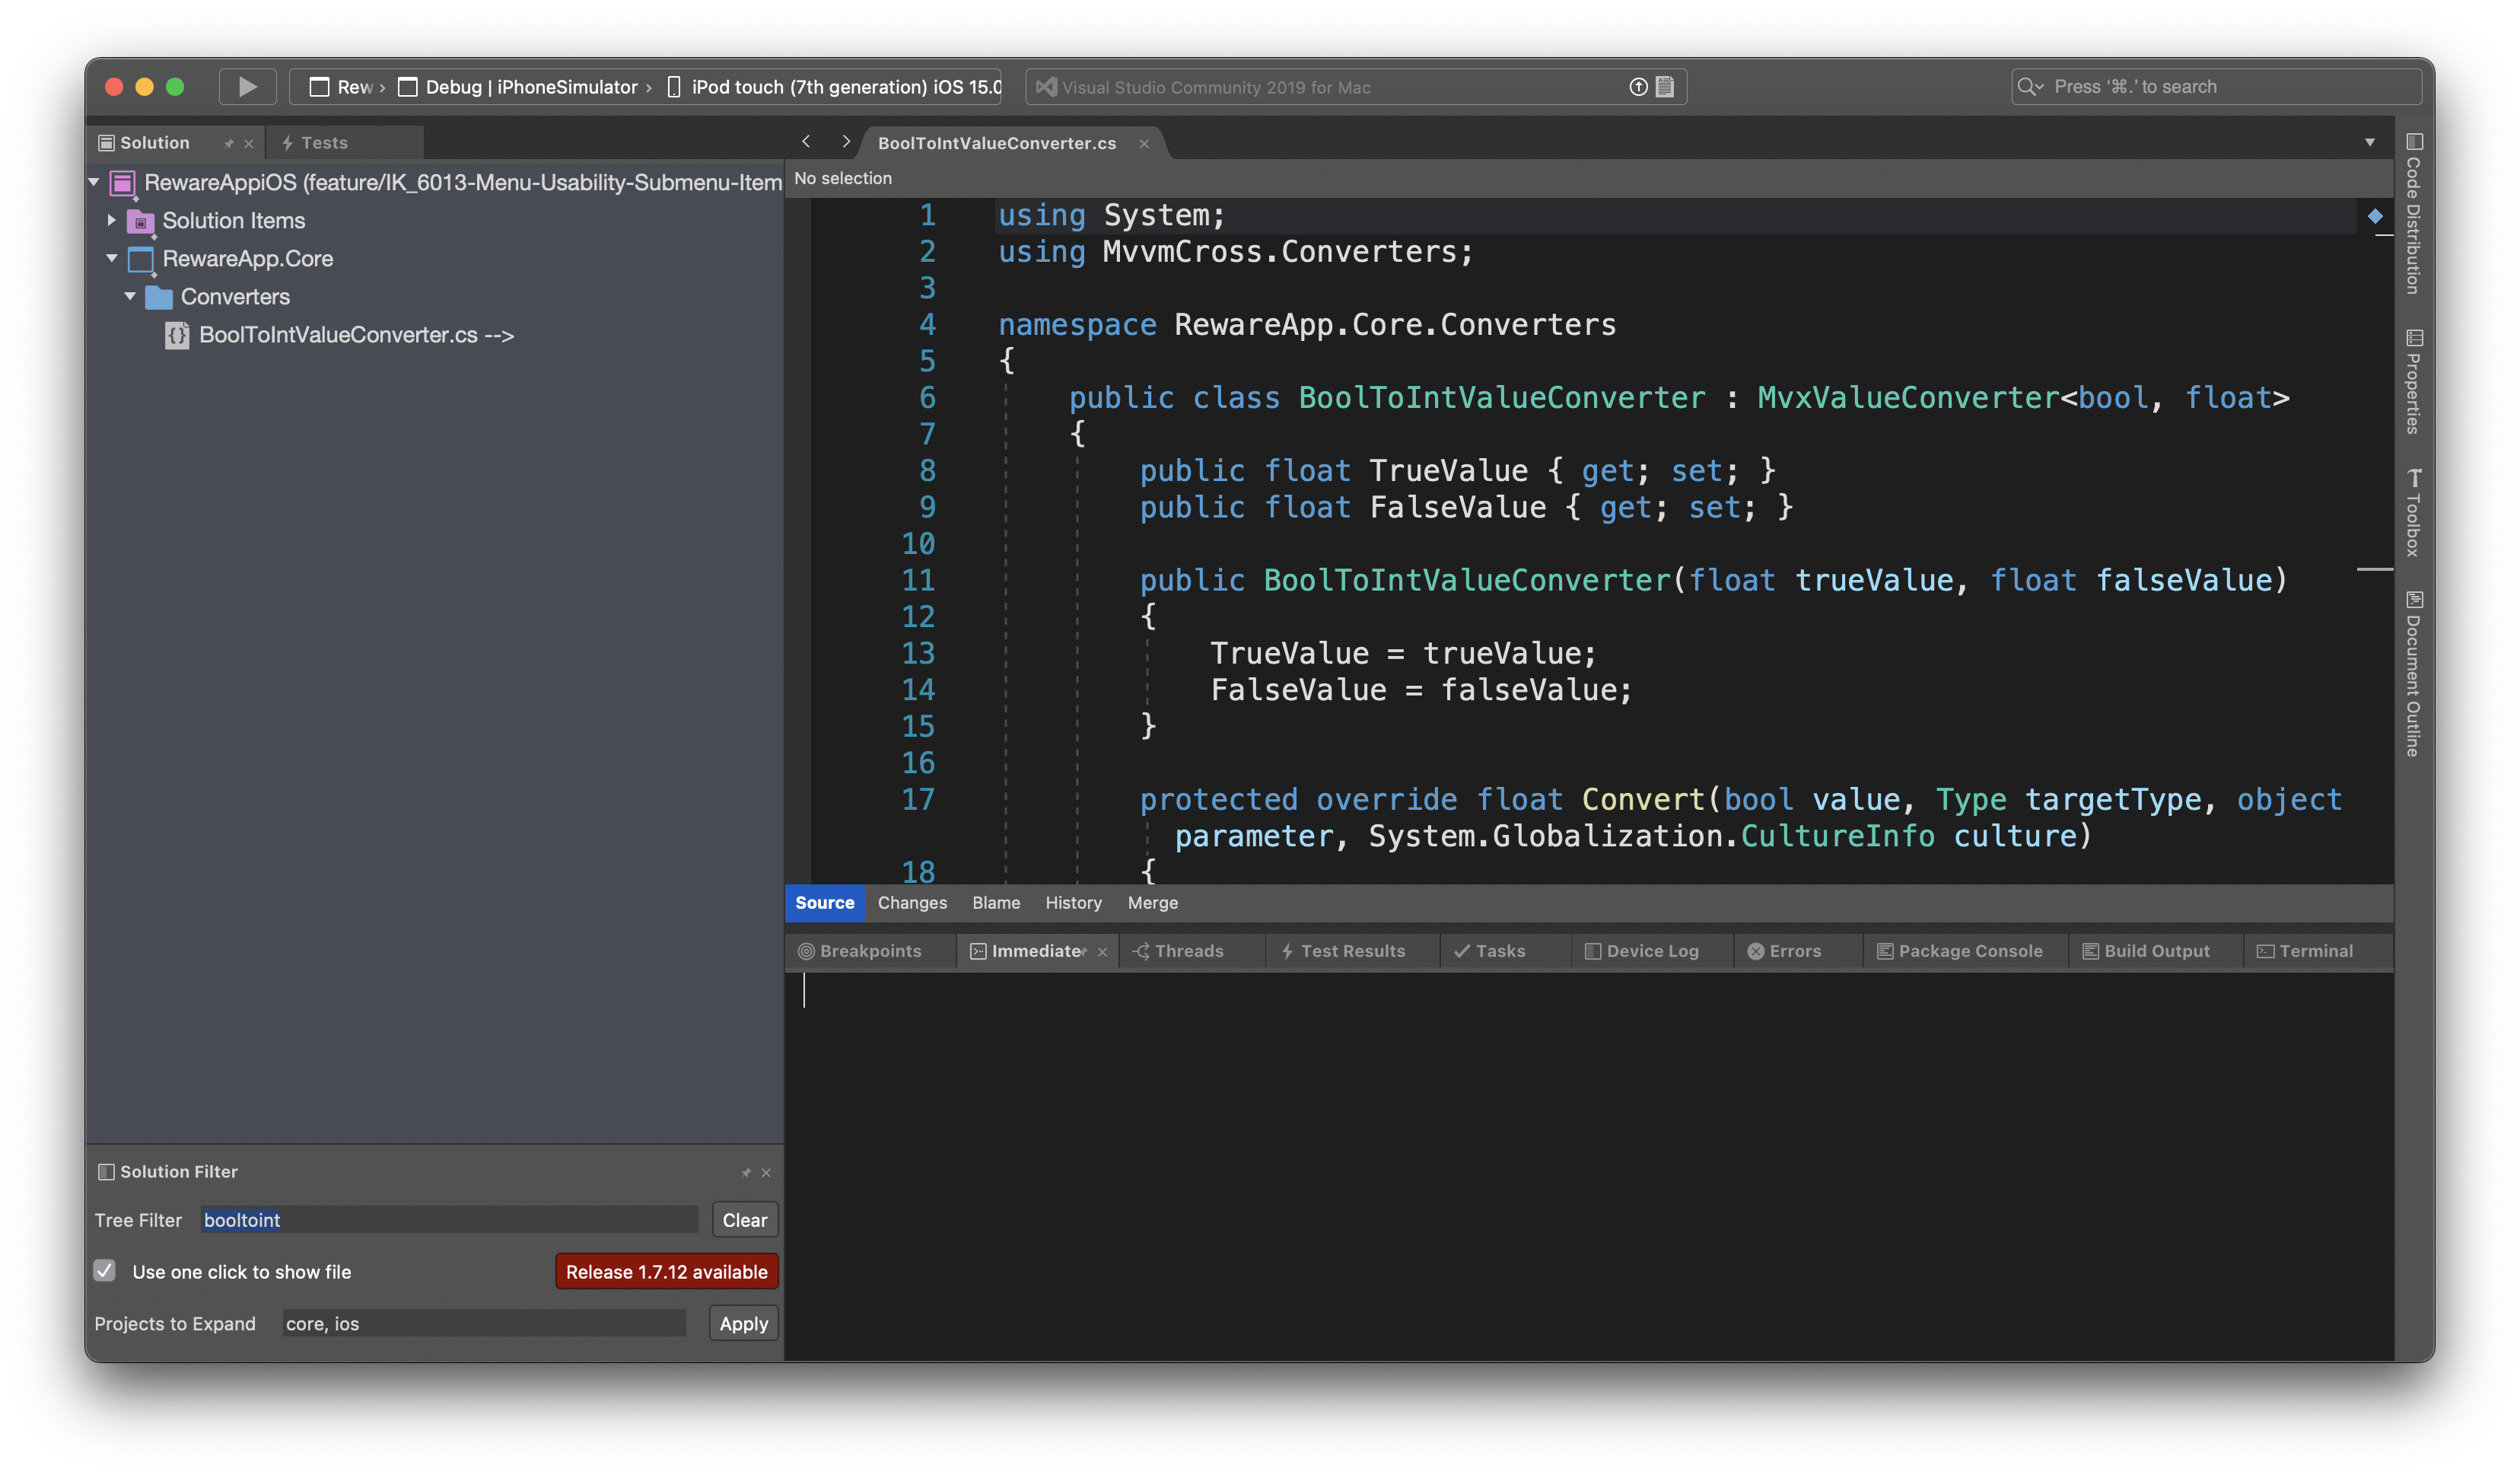 Rew › Debug | iPhoneSimulator › iPod touch (7th generation) iOS 15.0
Visual Studio Community 2019 for Mac
Press ‘⌘.’ to search
Solution
Tests
RewareAppiOS (feature/IK_6013-Menu-Usability-Submenu-Item
Solution Items
RewareApp.Core
Converters
BoolToIntValueConverter.cs -->
Solution Filter
Tree Filter booltoint Clear
Use one click to show file Release 1.7.12 available
Projects to Expand core, ios Apply
BoolToIntValueConverter.cs
No selection
1 using System;
2 using MvvmCross.Converters;
3
4 namespace RewareApp.Core.Converters
5 {
6 public class BoolToIntValueConverter : MvxValueConverter<bool, float>
7 {
8 public float TrueValue { get; set; }
9 public float FalseValue { get; set; }
10
11 public BoolToIntValueConverter(float trueValue, float falseValue)
12 {
13 TrueValue = trueValue;
14 FalseValue = falseValue;
15 }
16
17 protected override float Convert(bool value, Type targetType, object
parameter, System.Globalization.CultureInfo culture)
18 {
Source Changes Blame History Merge
Breakpoints Immediate Threads Test Results Tasks Device Log Errors Package Console Build Output Terminal
Code Distribution
Properties
Toolbox
Document Outline